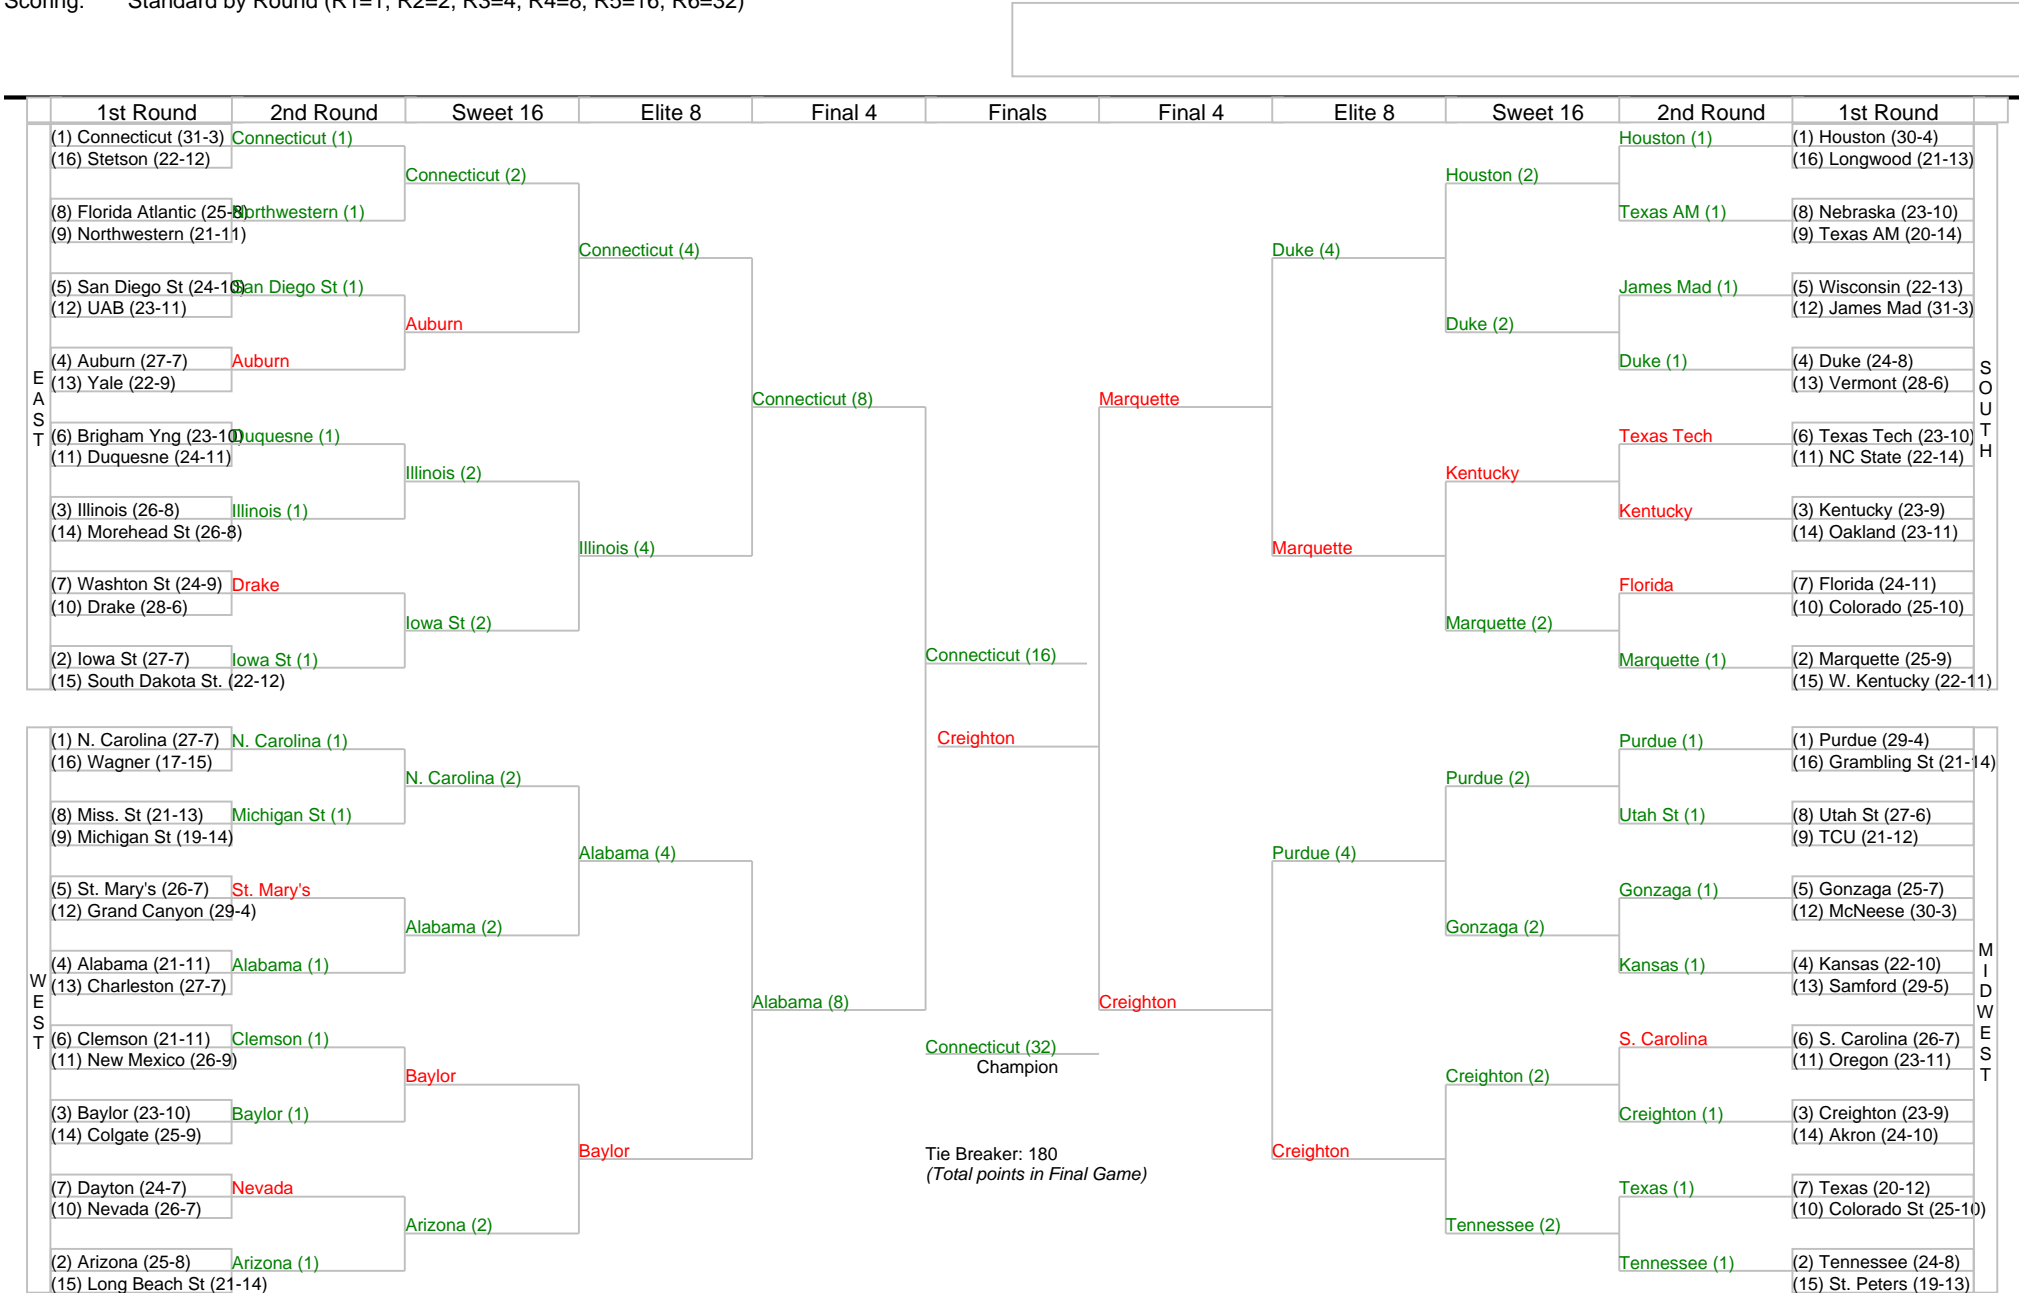 Scoring: Standard by Round (R1=1, R2=2, R3=4, R4=8, R5=16, R6=32)
1st Round 2nd Round Sweet 16 Elite 8 Final 4 Finals Final 4 Elite 8 Sweet 16 2nd Round 1st Round
EAST
(1) Connecticut (31-3)
(16) Stetson (22-12)
(8) Florida Atlantic (25-8)
(9) Northwestern (21-11)
(5) San Diego St (24-10)
(12) UAB (23-11)
(4) Auburn (27-7)
(13) Yale (22-9)
(6) Brigham Yng (23-10)
(11) Duquesne (24-11)
(3) Illinois (26-8)
(14) Morehead St (26-8)
(7) Washton St (24-9)
(10) Drake (28-6)
(2) Iowa St (27-7)
(15) South Dakota St. (22-12)
Connecticut (1)
Northwestern (1)
San Diego St (1)
Auburn
Duquesne (1)
Illinois (1)
Drake
Iowa St (1)
Connecticut (2)
Auburn
Illinois (2)
Iowa St (2)
Connecticut (4)
Illinois (4)
Connecticut (8)
WEST
(1) N. Carolina (27-7)
(16) Wagner (17-15)
(8) Miss. St (21-13)
(9) Michigan St (19-14)
(5) St. Mary's (26-7)
(12) Grand Canyon (29-4)
(4) Alabama (21-11)
(13) Charleston (27-7)
(6) Clemson (21-11)
(11) New Mexico (26-9)
(3) Baylor (23-10)
(14) Colgate (25-9)
(7) Dayton (24-7)
(10) Nevada (26-7)
(2) Arizona (25-8)
(15) Long Beach St (21-14)
N. Carolina (1)
Michigan St (1)
St. Mary's
Alabama (1)
Clemson (1)
Baylor (1)
Nevada
Arizona (1)
N. Carolina (2)
Alabama (2)
Baylor
Arizona (2)
Alabama (4)
Baylor
Alabama (8)
Connecticut (16)
Creighton
Connecticut (32)
Champion
Tie Breaker: 180
(Total points in Final Game)
Marquette
Duke (4)
Marquette
Houston (2)
Duke (2)
Kentucky
Marquette (2)
Houston (1)
Texas AM (1)
James Mad (1)
Duke (1)
Texas Tech
Kentucky
Florida
Marquette (1)
(1) Houston (30-4)
(16) Longwood (21-13)
(8) Nebraska (23-10)
(9) Texas AM (20-14)
(5) Wisconsin (22-13)
(12) James Mad (31-3)
(4) Duke (24-8)
(13) Vermont (28-6)
(6) Texas Tech (23-10)
(11) NC State (22-14)
(3) Kentucky (23-9)
(14) Oakland (23-11)
(7) Florida (24-11)
(10) Colorado (25-10)
(2) Marquette (25-9)
(15) W. Kentucky (22-11)
SOUTH
Creighton
Purdue (4)
Creighton
Purdue (2)
Gonzaga (2)
Creighton (2)
Tennessee (2)
Purdue (1)
Utah St (1)
Gonzaga (1)
Kansas (1)
S. Carolina
Creighton (1)
Texas (1)
Tennessee (1)
(1) Purdue (29-4)
(16) Grambling St (21-14)
(8) Utah St (27-6)
(9) TCU (21-12)
(5) Gonzaga (25-7)
(12) McNeese (30-3)
(4) Kansas (22-10)
(13) Samford (29-5)
(6) S. Carolina (26-7)
(11) Oregon (23-11)
(3) Creighton (23-9)
(14) Akron (24-10)
(7) Texas (20-12)
(10) Colorado St (25-10)
(2) Tennessee (24-8)
(15) St. Peters (19-13)
MIDWEST